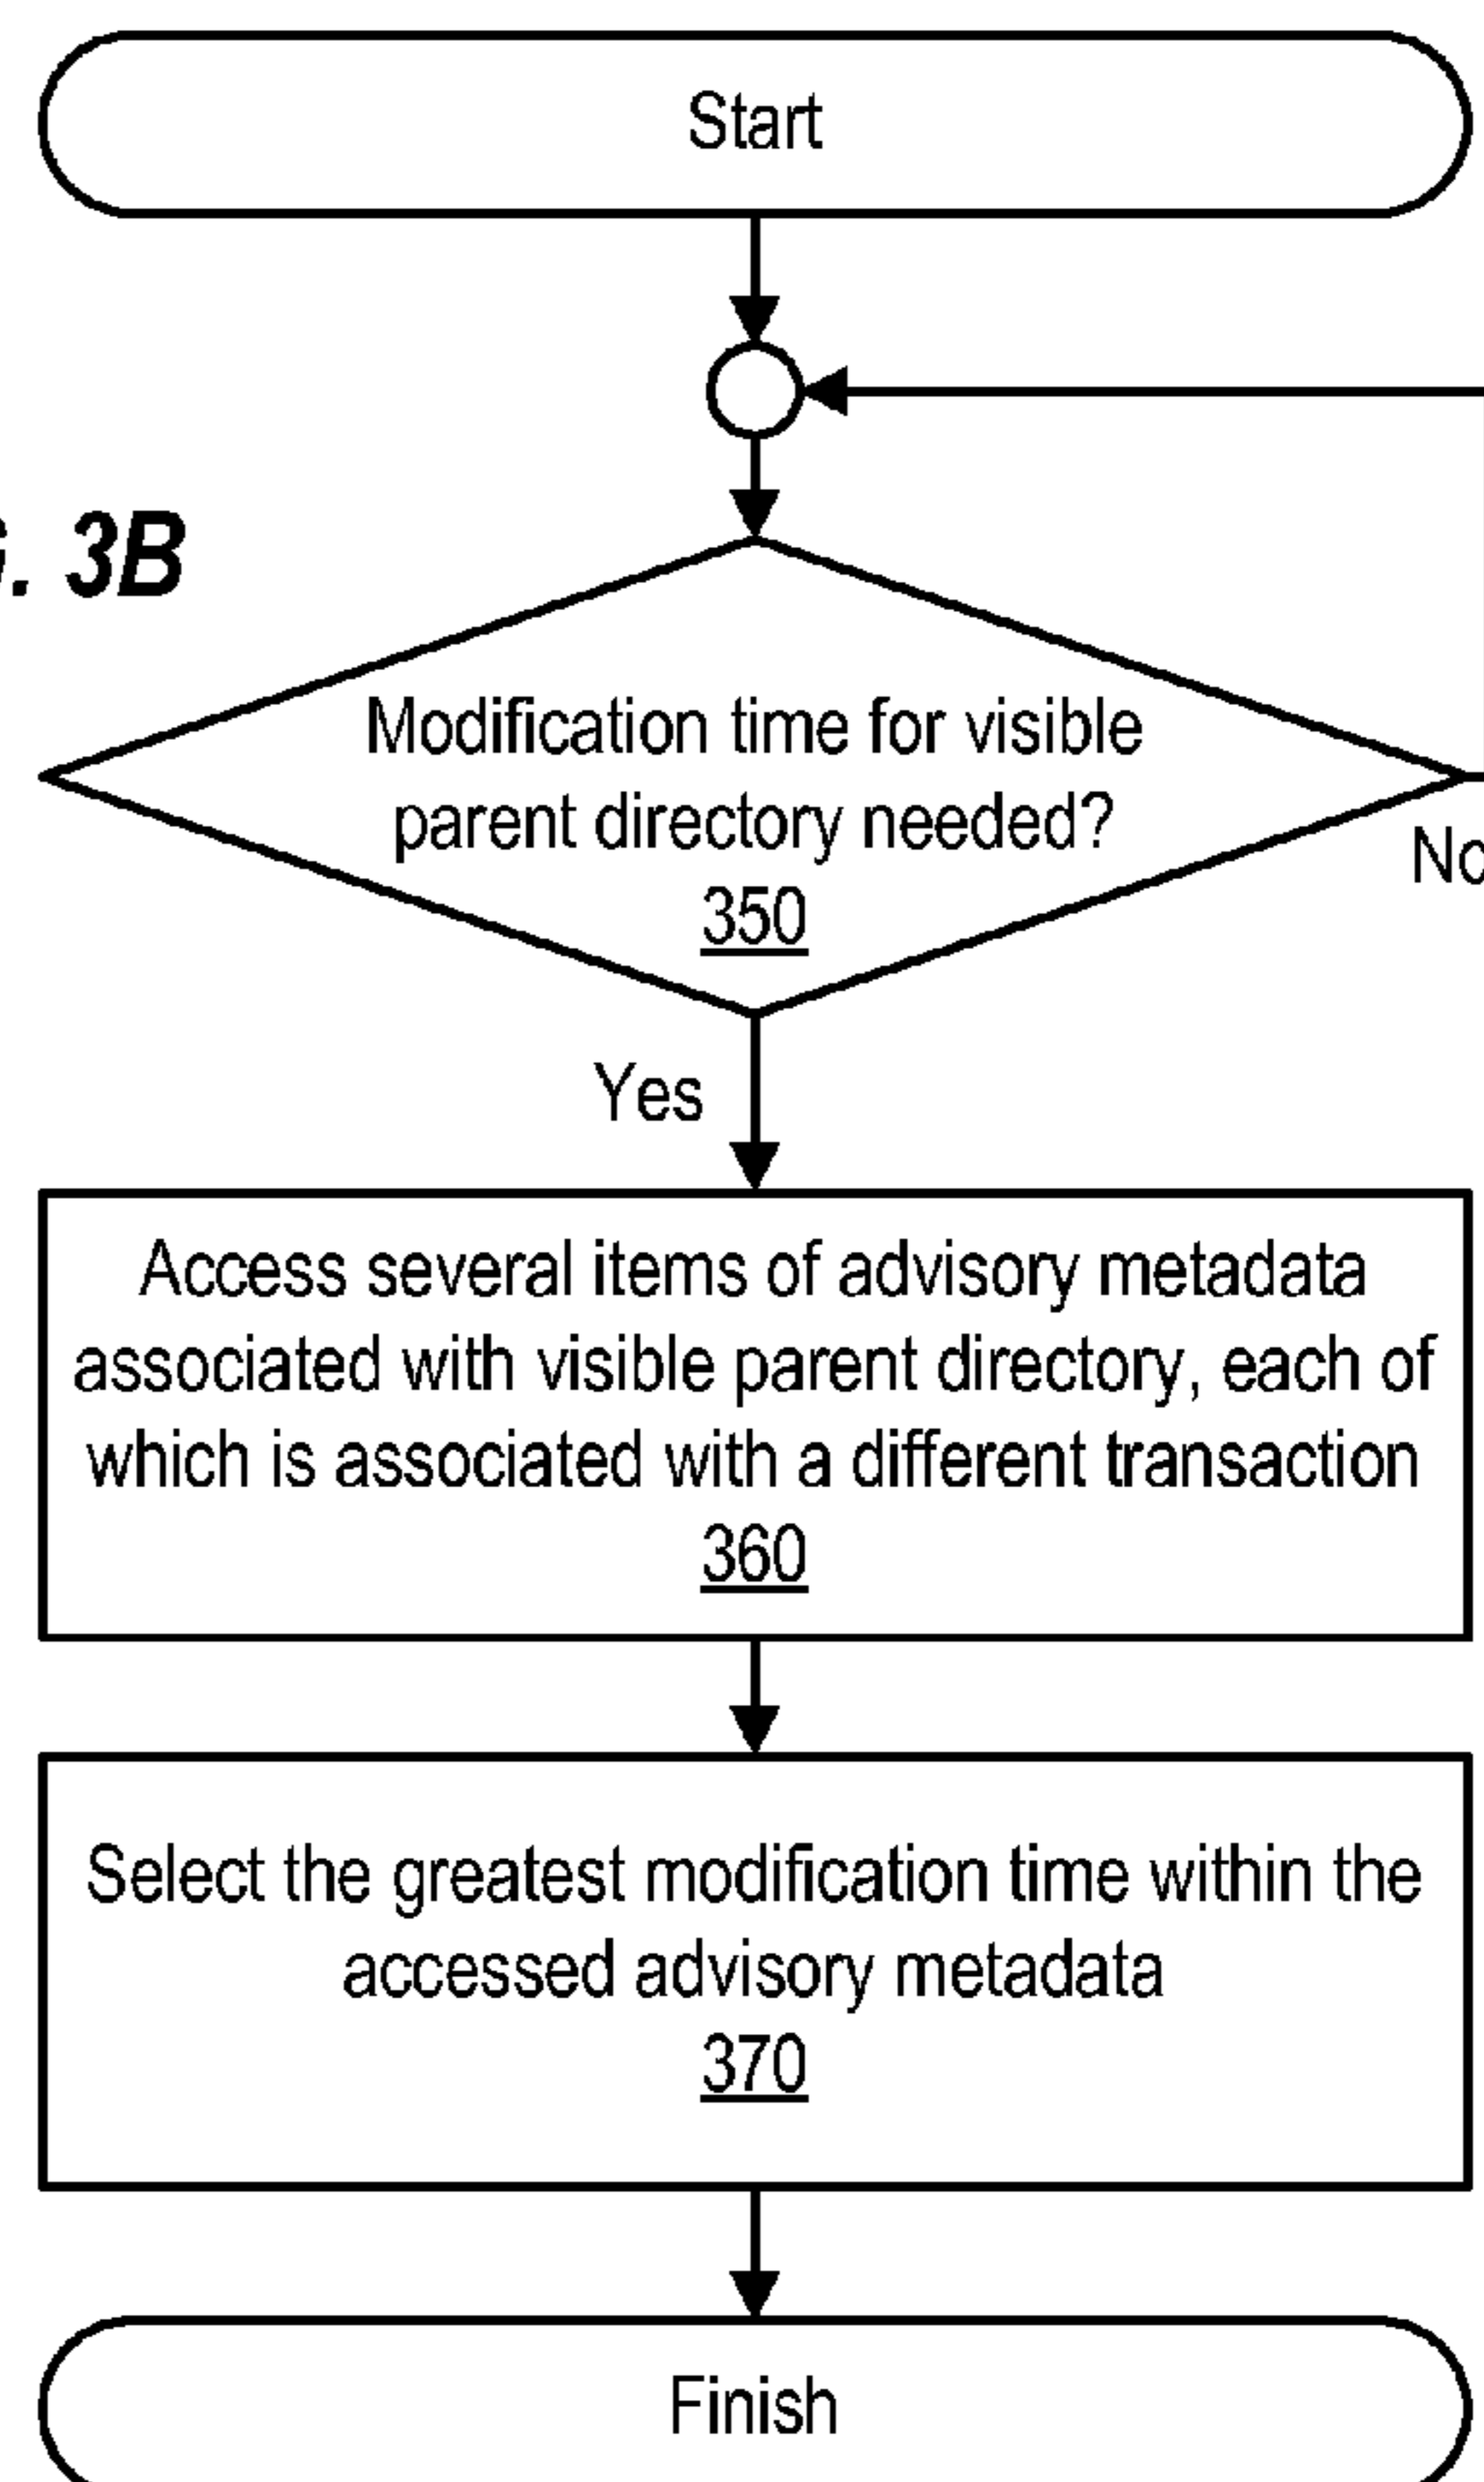 Start
. 3B
Modification time for visible
parent directory needed?
350
No
Yes
Access several items of advisory metadata
associated with visible parent directory, each of
which is associated with a different transaction
360
Select the greatest modification time within the
accessed advisory metadata
370
Finish